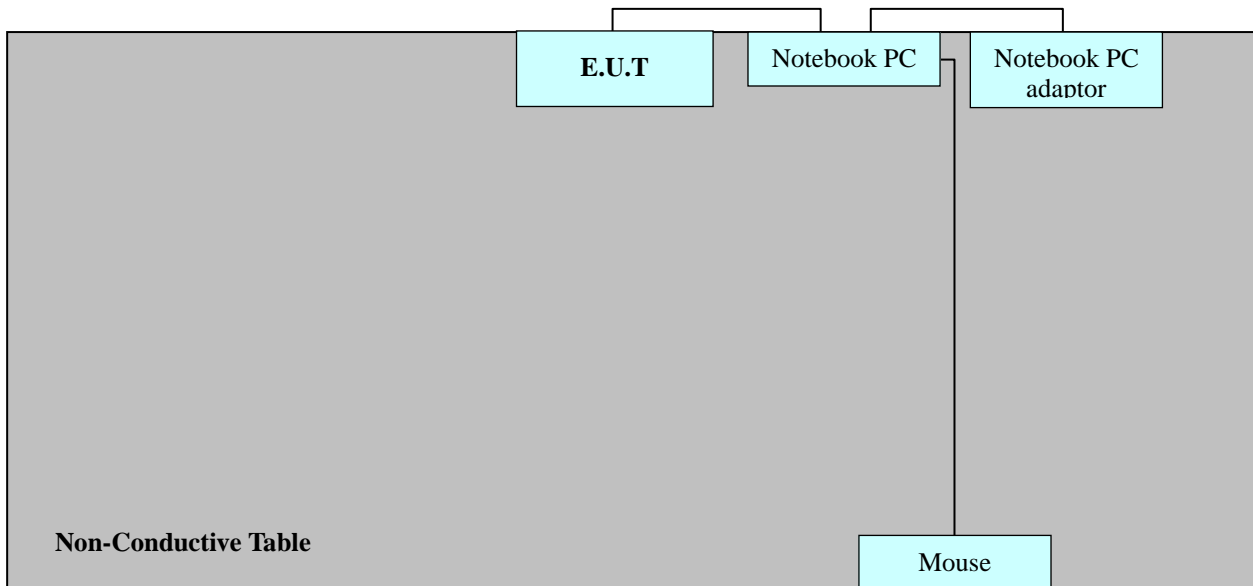 E.U.T
Notebook PC
Notebook PC
adaptor
Non-Conductive Table
Mouse